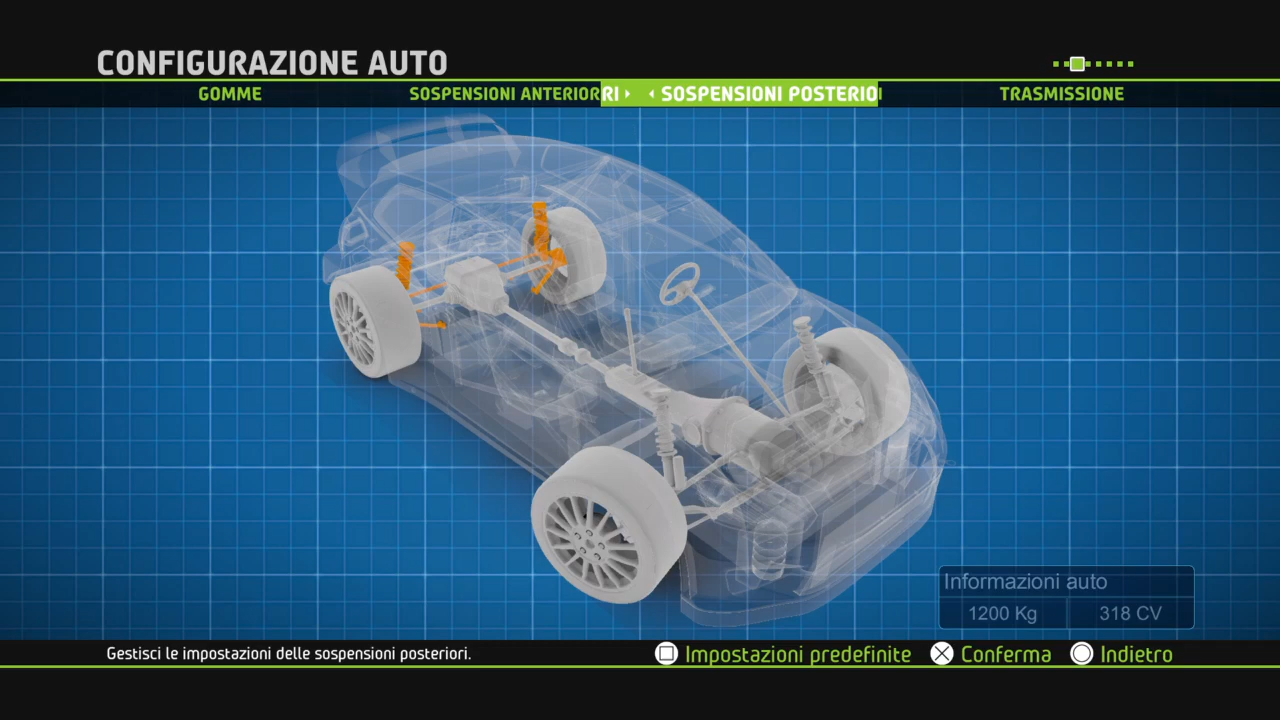 CONFIGURAZIONE AUTO
GOMME
SOSPENSIONI ANTERIORI
SOSPENSIONI POSTERIORI
TRASMISSIONE
Informazioni auto
1200 Kg
318 CV
Gestisci le impostazioni delle sospensioni posteriori.
Impostazioni predefinite
Conferma
Indietro